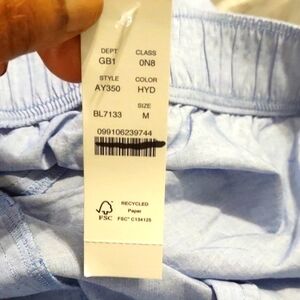 DEPT CLASS
GB1 0N8
STYLE COLOR
AY350 HYD
SIZE
BL7133 M
099106239744
RECYCLED
Paper
FSC
FSC® C134125